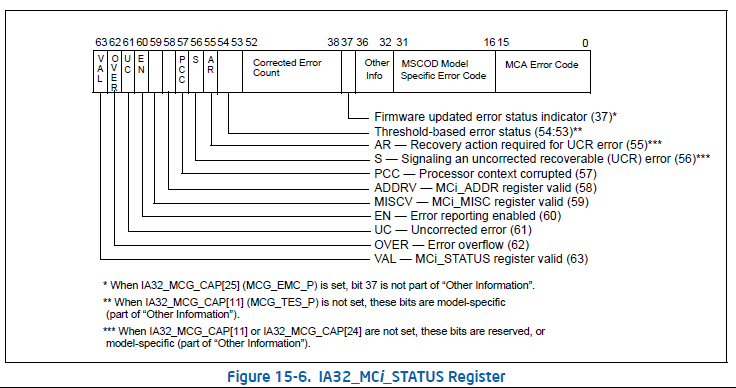 63 62 61 60 59 58 57 56 55 54 53 52 38 37 36 32 31 16 15 0
VAL
OVER
UC
EN
PCC
S
AR
Corrected Error
Count
Other
Info
MSCOD Model
Specific Error Code
MCA Error Code
Firmware updated error status indicator (37)*
Threshold-based error status (54:53)**
AR — Recovery action required for UCR error (55)***
S — Signaling an uncorrected recoverable (UCR) error (56)***
PCC — Processor context corrupted (57)
ADDRV — MCi_ADDR register valid (58)
MISCV — MCi_MISC register valid (59)
EN — Error reporting enabled (60)
UC — Uncorrected error (61)
OVER — Error overflow (62)
VAL — MCi_STATUS register valid (63)
* When IA32_MCG_CAP[25] (MCG_EMC_P) is set, bit 37 is not part of “Other Information”.
** When IA32_MCG_CAP[11] (MCG_TES_P) is not set, these bits are model-specific
(part of “Other Information”).
*** When IA32_MCG_CAP[11] or IA32_MCG_CAP[24] are not set, these bits are reserved, or
model-specific (part of “Other Information”).
Figure 15-6. IA32_MCi_STATUS Register